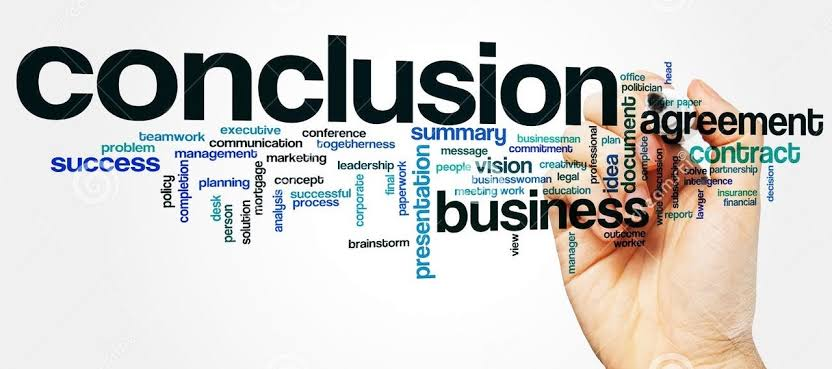 conclusion
office
politician
head
paper
agreement
teamwork
executive
conference
summary
businessman
plan
problem
communication
togetherness
message
commitment
professional
document
complete
contract
success
management
marketing
leadership
people
vision
creativity
idea
discussion
solve
partnership
policy
completion
planning
mortgage
concept
final
paperwork
presentation
businesswoman
legal
write
intelligence
decision
desk
person
solution
analysis
successful
process
corporate
meeting work
education
lawyer
insurance
financial
business
report
brainstorm
view
manager
outcome
worker